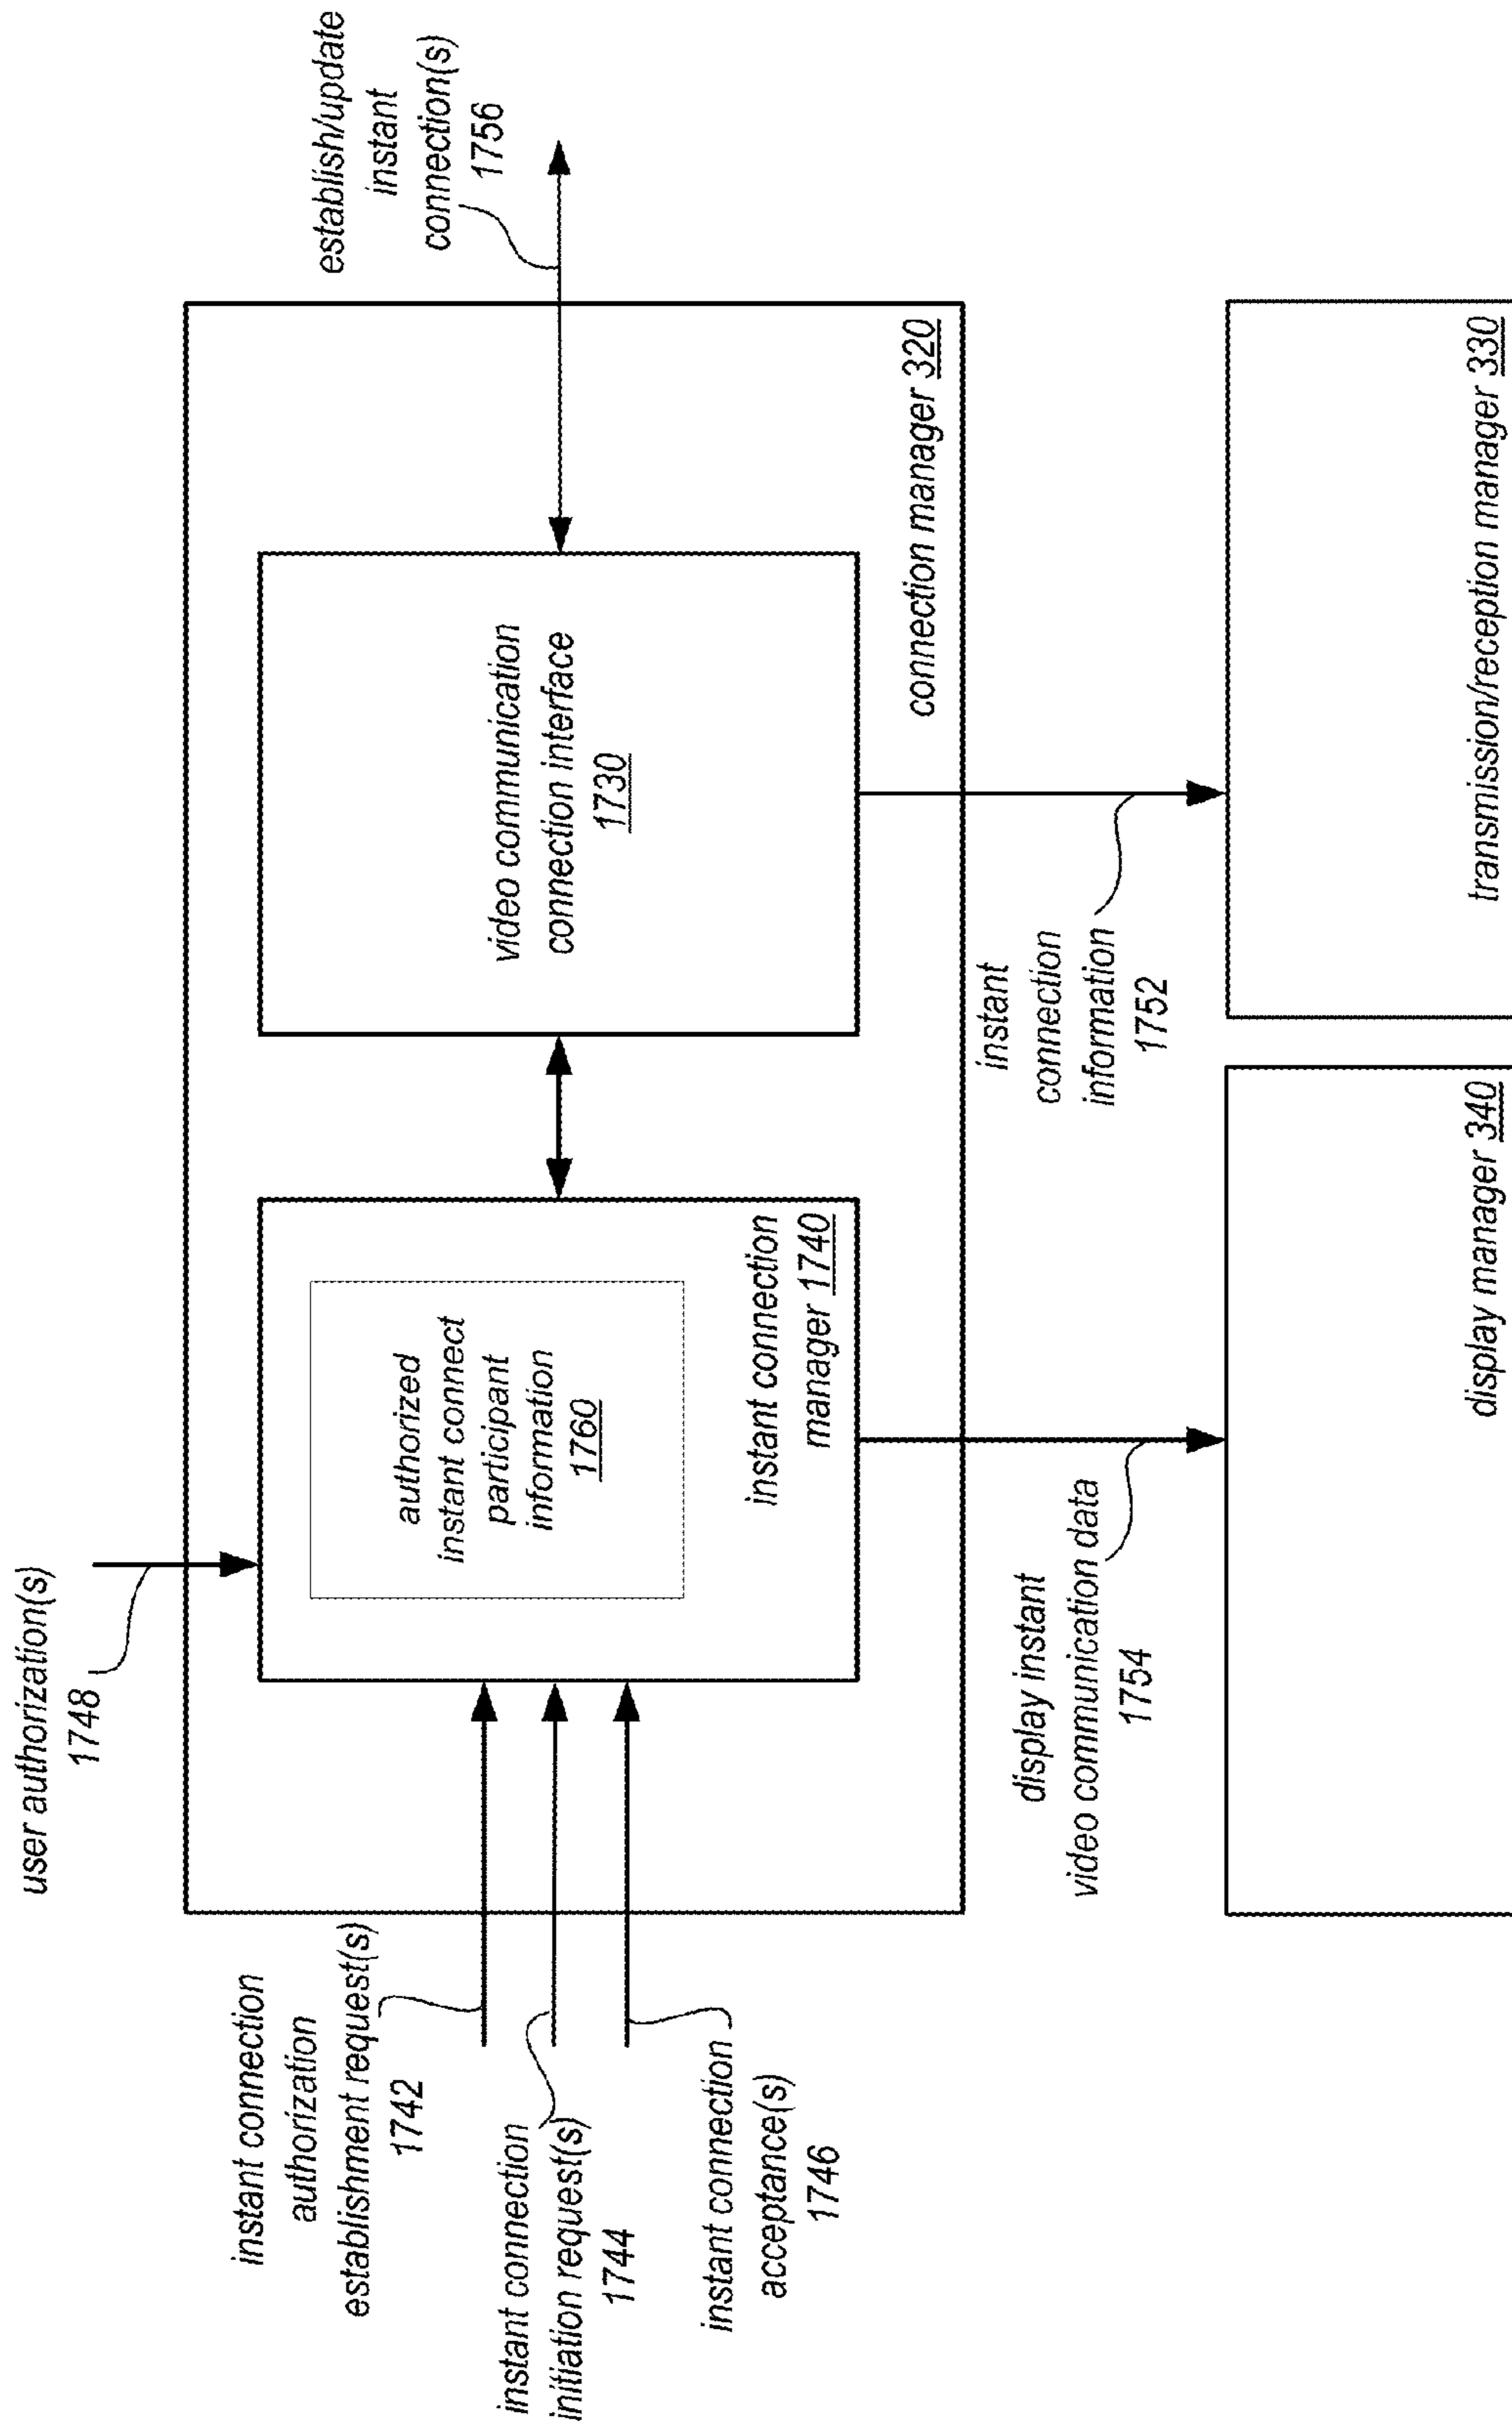 user authorization(s)
1748
instant connection
authorization
establishment request(s)
1742
instant connection
initiation request(s)
1744
instant connection
acceptance(s)
1746
authorized
instant connect
participant
information
1760
instant connection
manager 1740
video communication
connection interface
1730
establish/update
instant
connection(s)
1756
connection manager 320
display instant
video communication data
1754
instant
connection
information
1752
display manager 340
transmission/reception manager 330